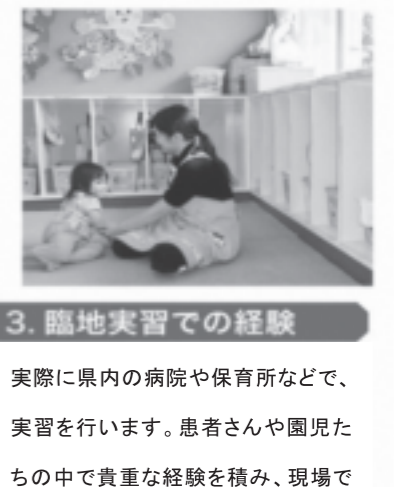 3. 臨地実習での経験
実際に県内の病院や保育所などで、
実習を行います。患者さんや園児た
ちの中で貴重な経験を積み、現場で